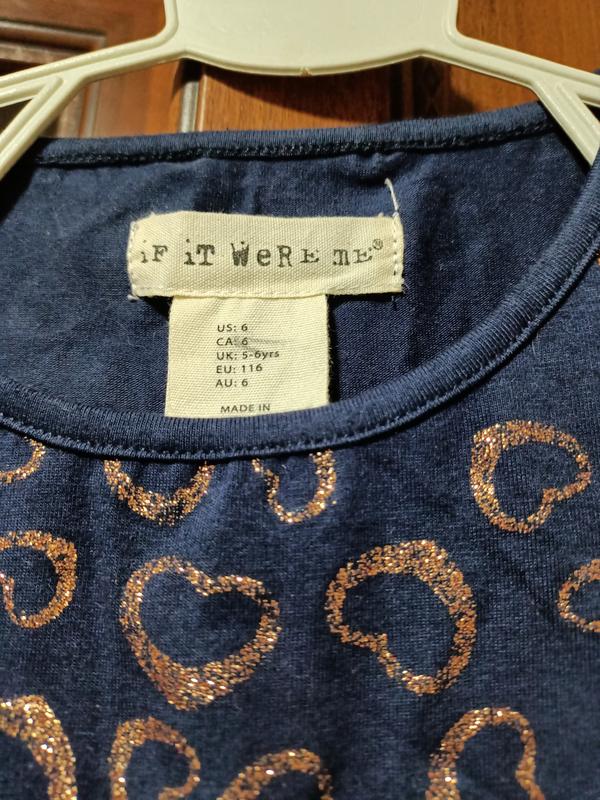 iF iT WeRE mE®
US: 6
CA: 6
UK: 5-6yrs
EU: 116
AU: 6
MADE IN